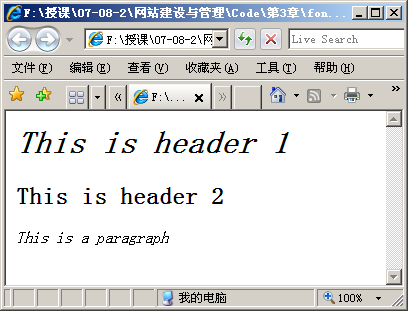 F:\授课\07-08-2\网站建设与管理\Code\第3章\fon
F:\授课\07-08-2\网
Live Search
文件(F) 编辑(E) 查看(V) 收藏夹(A) 工具(T) 帮助(H)
F:\...
This is header 1
This is header 2
This is a paragraph
我的电脑 100%